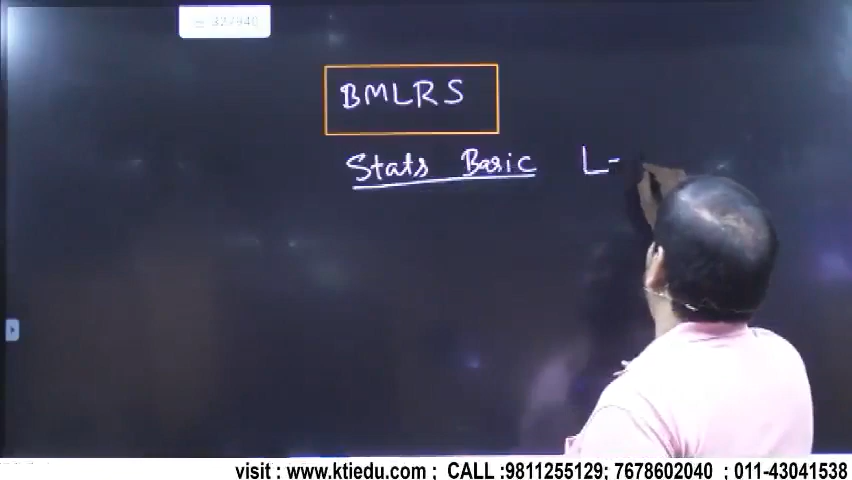 BMLRS
Stats Basic L-
visit : www.ktiedu.com ; CALL :9811255129; 7678602040 ; 011-43041538